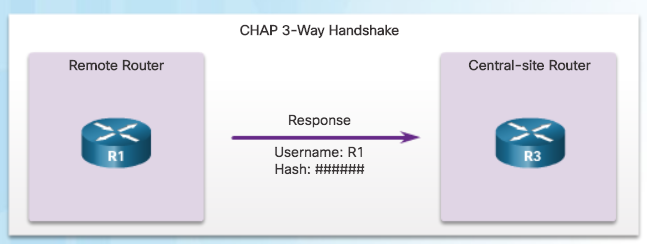 CHAP 3-Way Handshake
Remote Router
Central-site Router
Response
Username: R1
Hash: ######
R1
R3